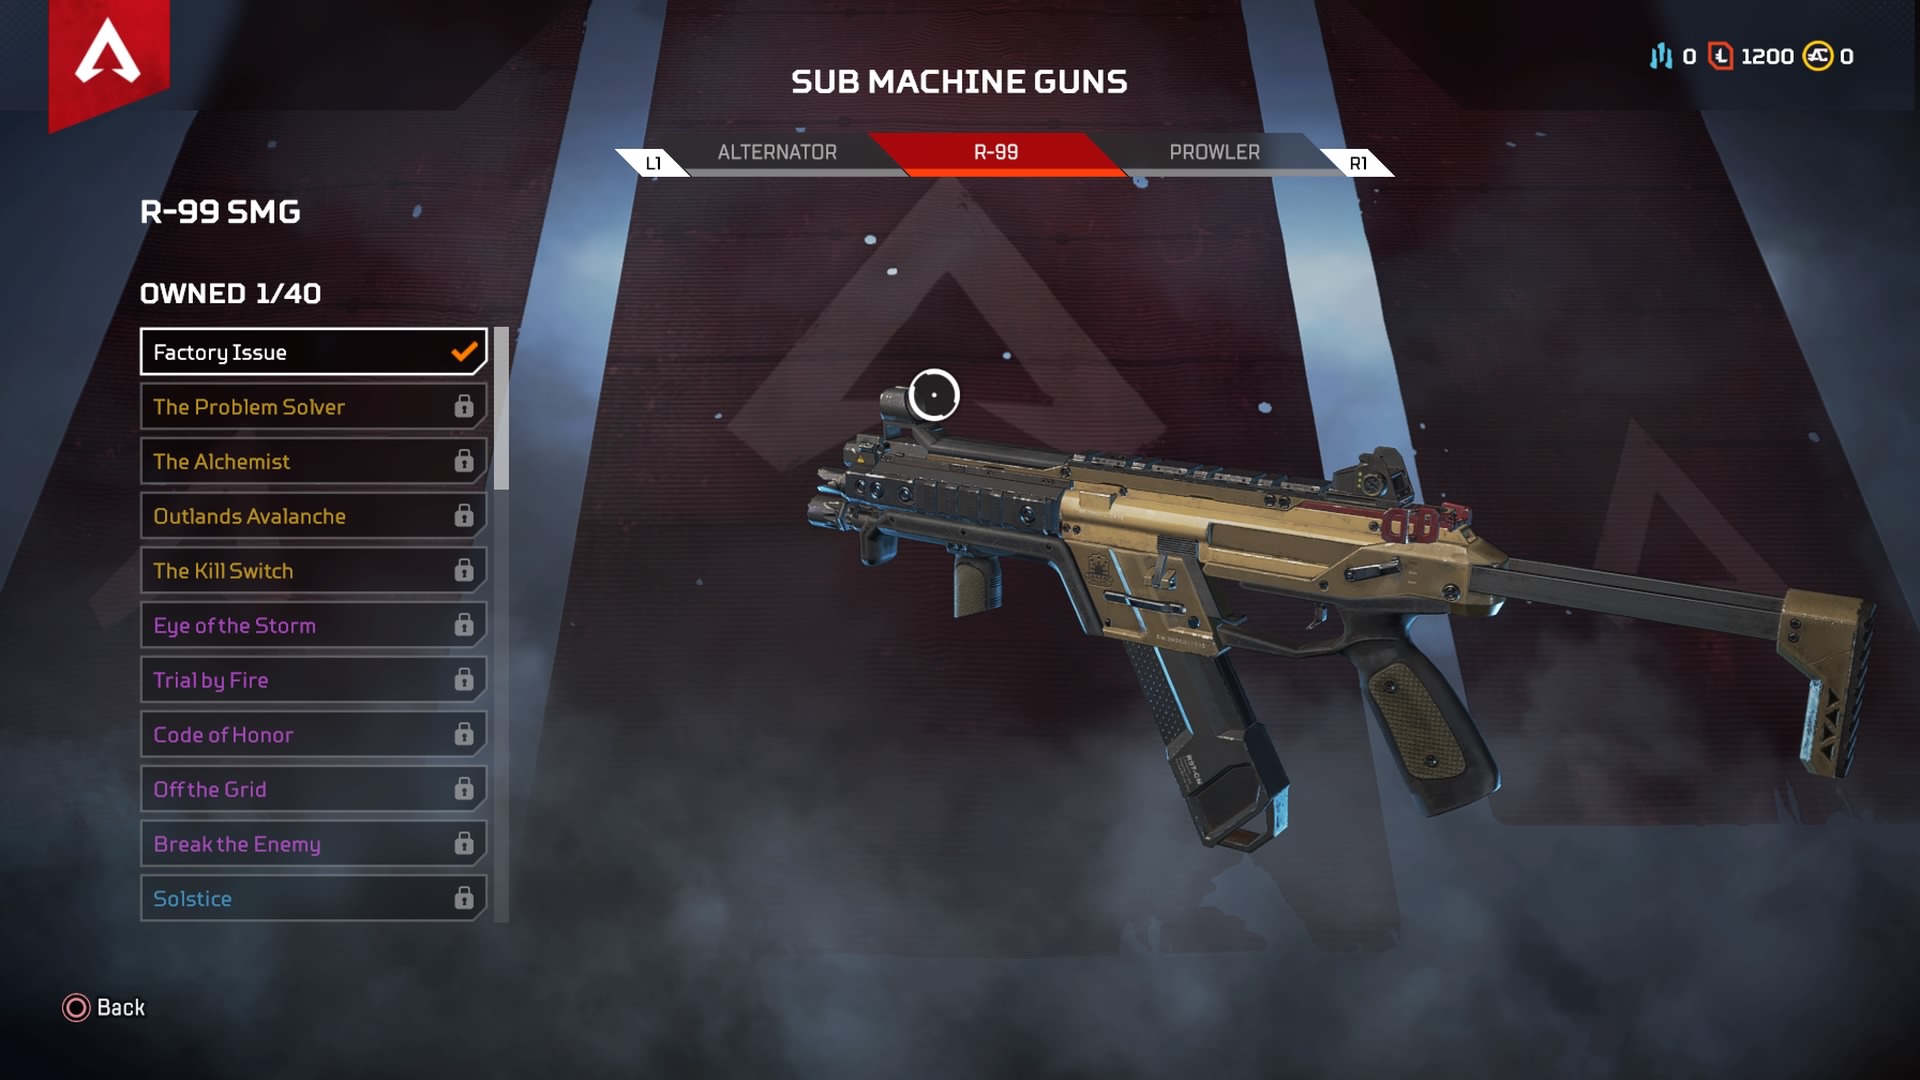 0 1200 0
SUB MACHINE GUNS
L1 ALTERNATOR R-99 PROWLER R1
R-99 SMG
OWNED 1/40
Factory Issue
The Problem Solver
The Alchemist
Outlands Avalanche
The Kill Switch
Eye of the Storm
Trial by Fire
Code of Honor
Off the Grid
Break the Enemy
Solstice
Back